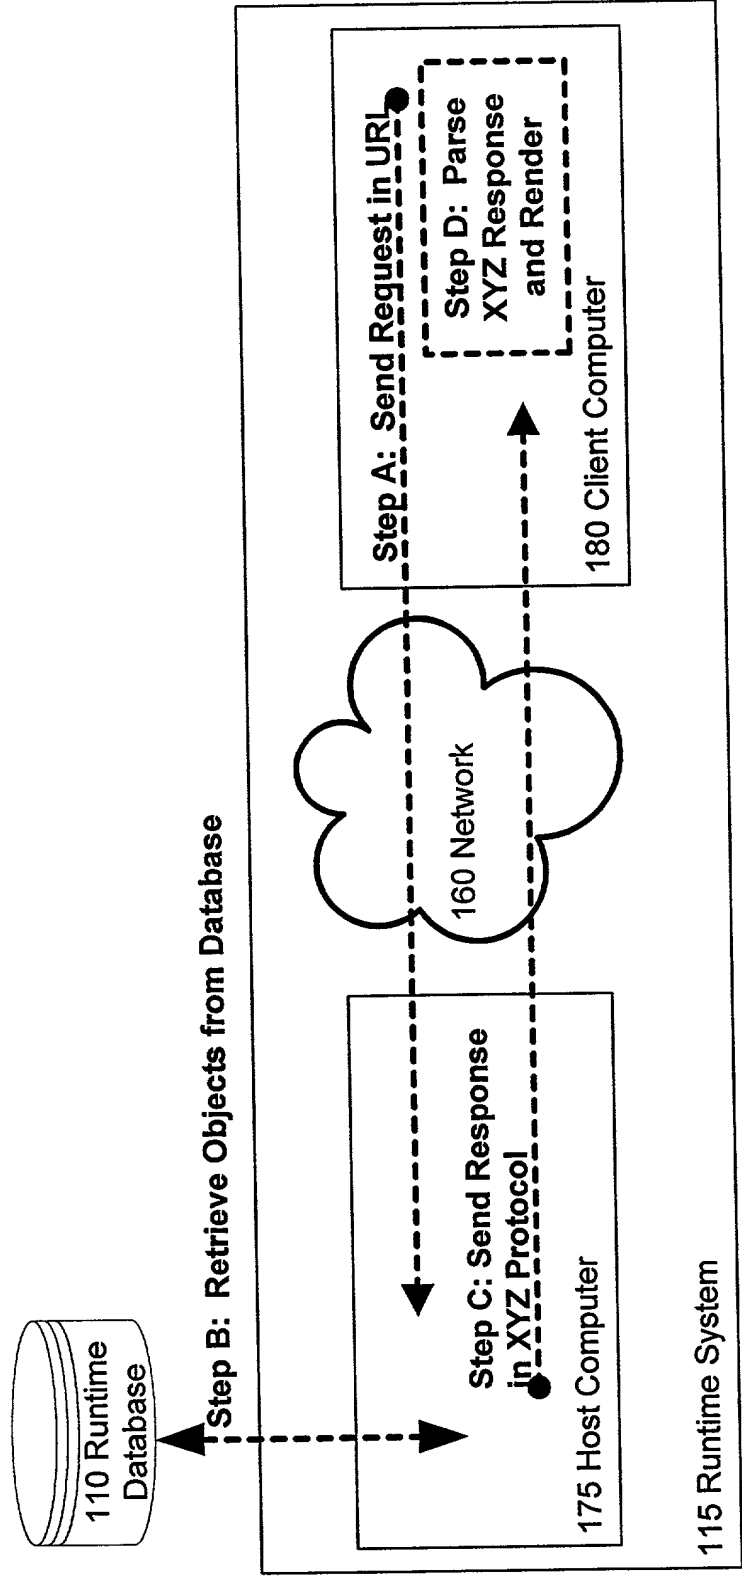 110 Runtime
Database
Step B: Retrieve Objects from Database
Step A: Send Request in URL
Step C: Send Response
in XYZ Protocol
160 Network
Step D: Parse
XYZ Response
and Render
175 Host Computer
180 Client Computer
115 Runtime System